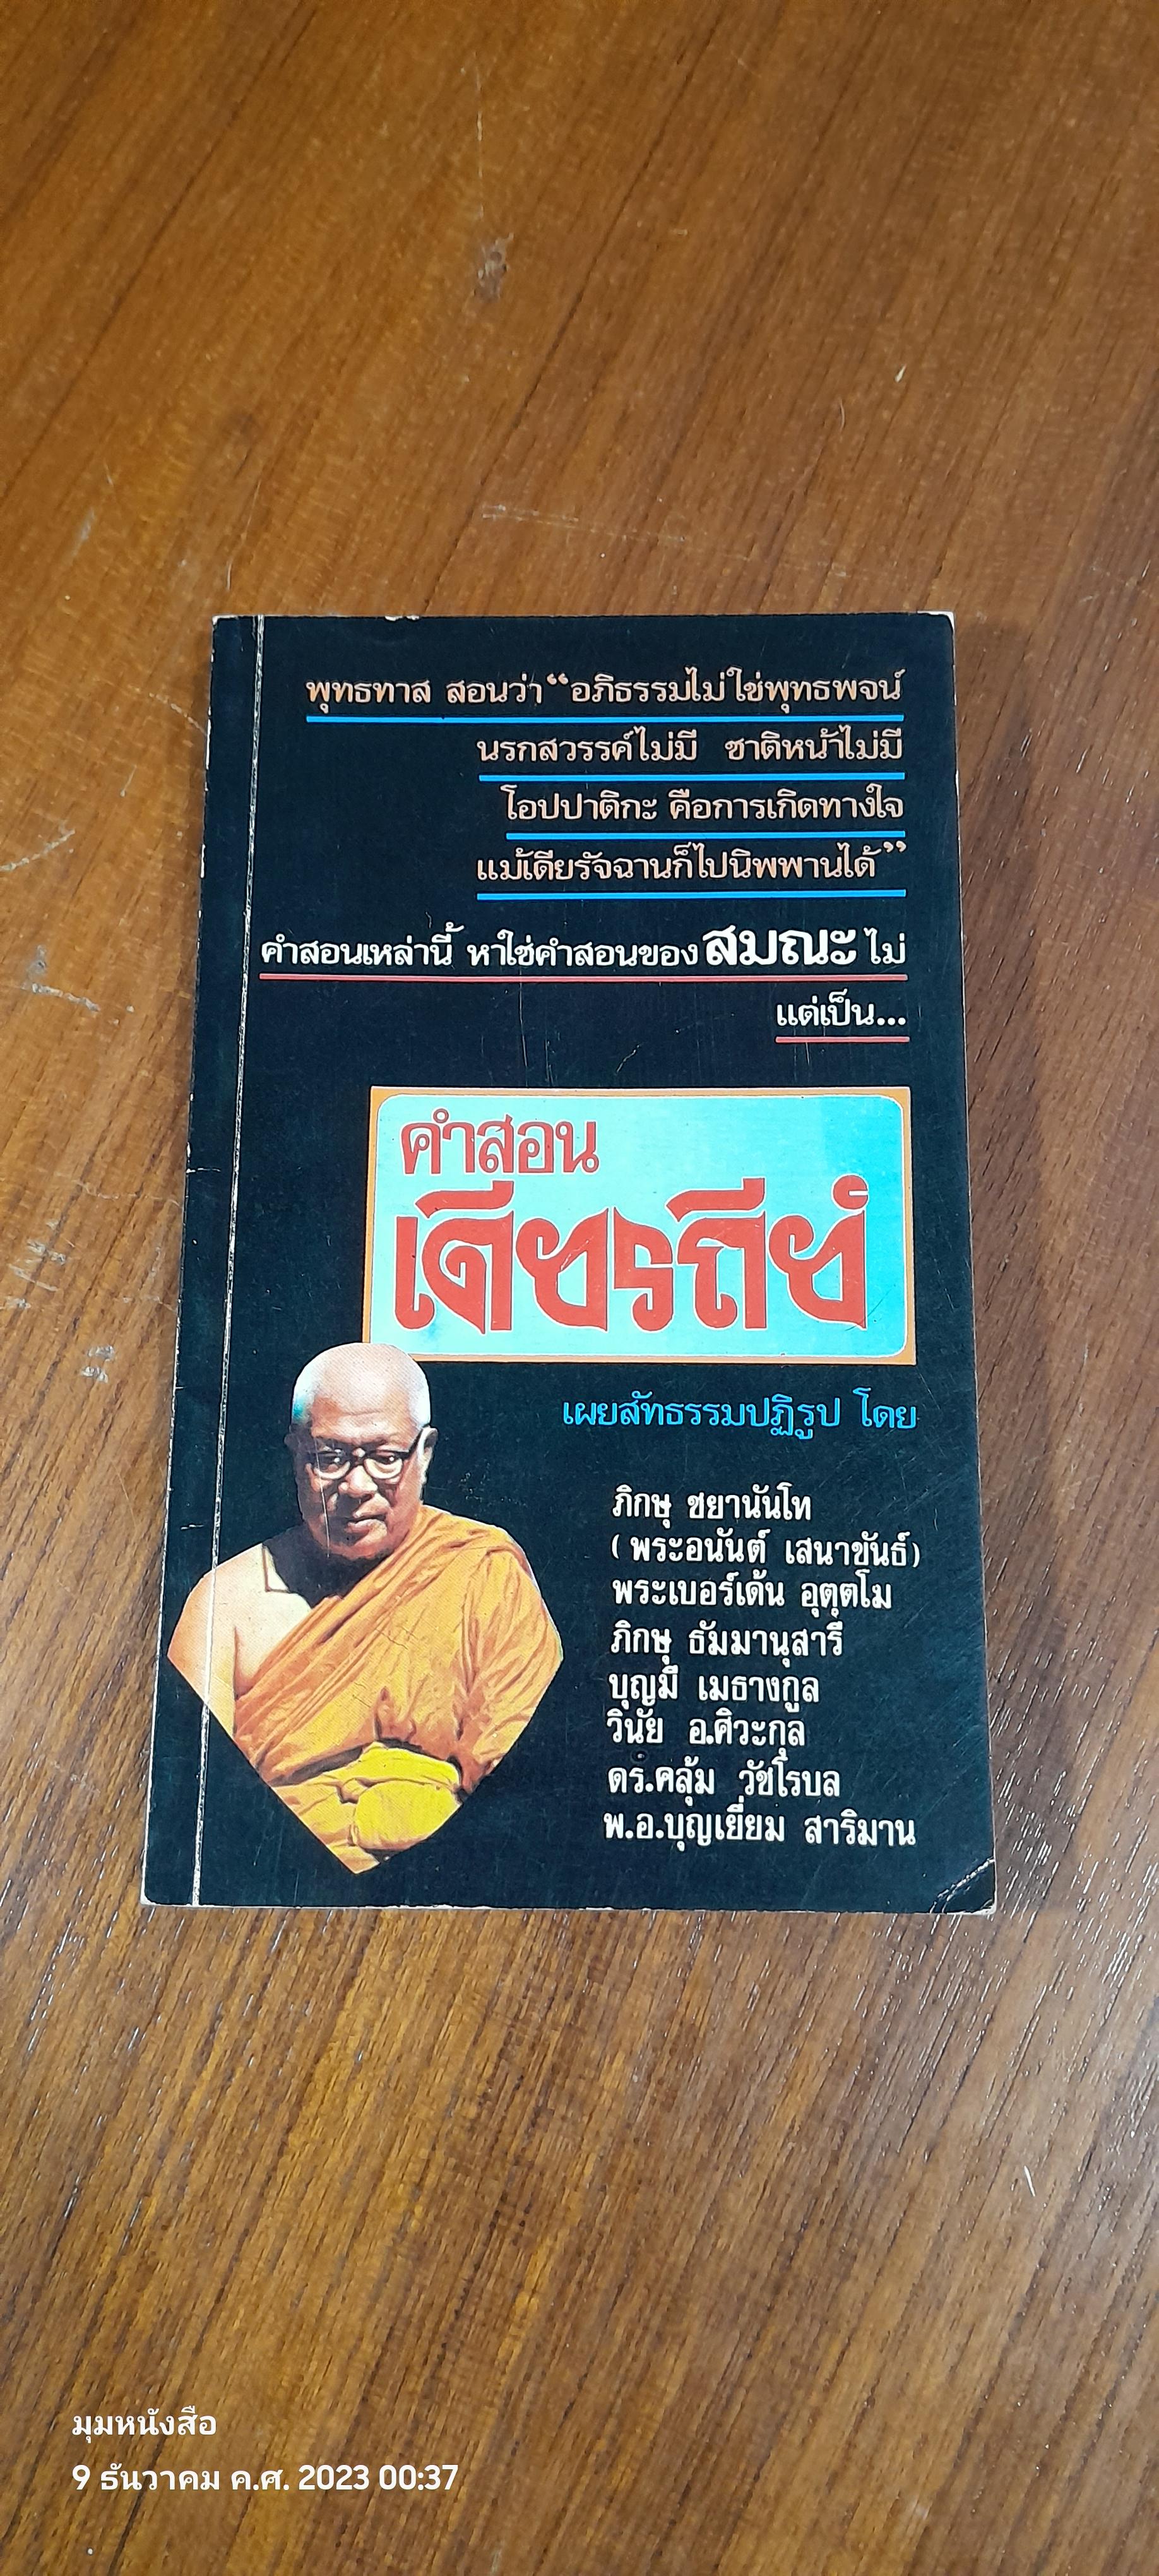 พุทธทาส สอนว่า “อภิธรรมไม่ใช่พุทธพจน์
นรกสวรรค์ไม่มี ชาติหน้าไม่มี
โอปปาติกะ คือการเกิดทางใจ
แม้เดียรัจฉานก็ไปนิพพานได้”
คำสอนเหล่านี้ หาใช่คำสอนของ สมณะ ไม่
แต่เป็น...
คำสอน
เดียรถีย์
เผยสัทธรรมปฏิรูป โดย
ภิกษุ ชยานันโท
(พระอนันต์ เสนาขันธ์)
พระเบอร์เด้น อุตฺตโม
ภิกษุ ธัมมานุสารี
บุญมี เมธางกูล
วินัย อ.ศิวะกุล
ดร.คลุ้ม วัชโรบล
พ.อ.บุญเยี่ยม สาริมาน
มุมหนังสือ
9 ธันวาคม ค.ศ. 2023 00:37